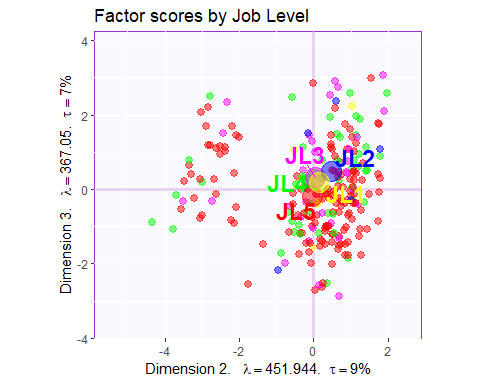 Factor scores by Job Level
4
2
0
-2
-4
Dimension 3.  λ = 367.05.  τ = 7%
JL3
JL2
JL4
JL1
JL5
-4
-2
0
2
Dimension 2.  λ = 451.944.  τ = 9%